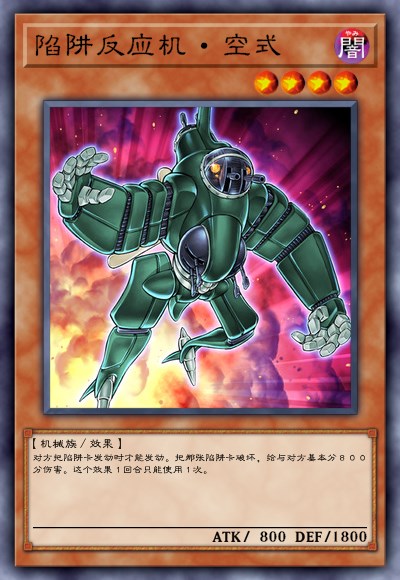 陷阱反应机・空式
やみ
闇
【机械族／效果】
对方把陷阱卡发动时才能发动。把那张陷阱卡破坏，给与对方基本分８００
分伤害。这个效果１回合只能使用１次。
ATK/ 800 DEF/1800